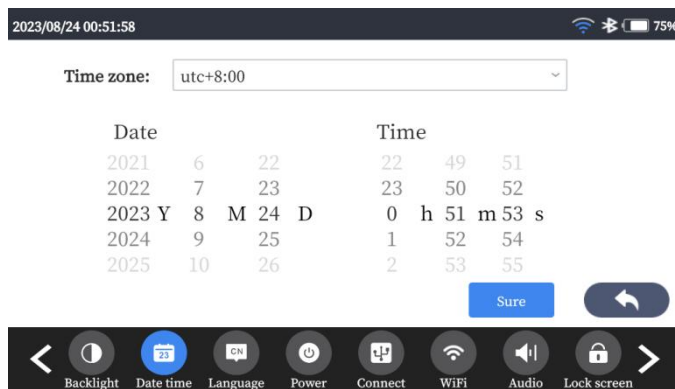 2023/08/24 00:51:58 75%
Time zone: utc+8:00
Date Time
2021 6 22 22 49 51
2022 7 23 23 50 52
2023 Y 8 M 24 D 0 h 51 m 53 s
2024 9 25 1 52 54
2025 10 26 2 53 55
Sure
23 CN
Backlight Date time Language Power Connect WiFi Audio Lock screen